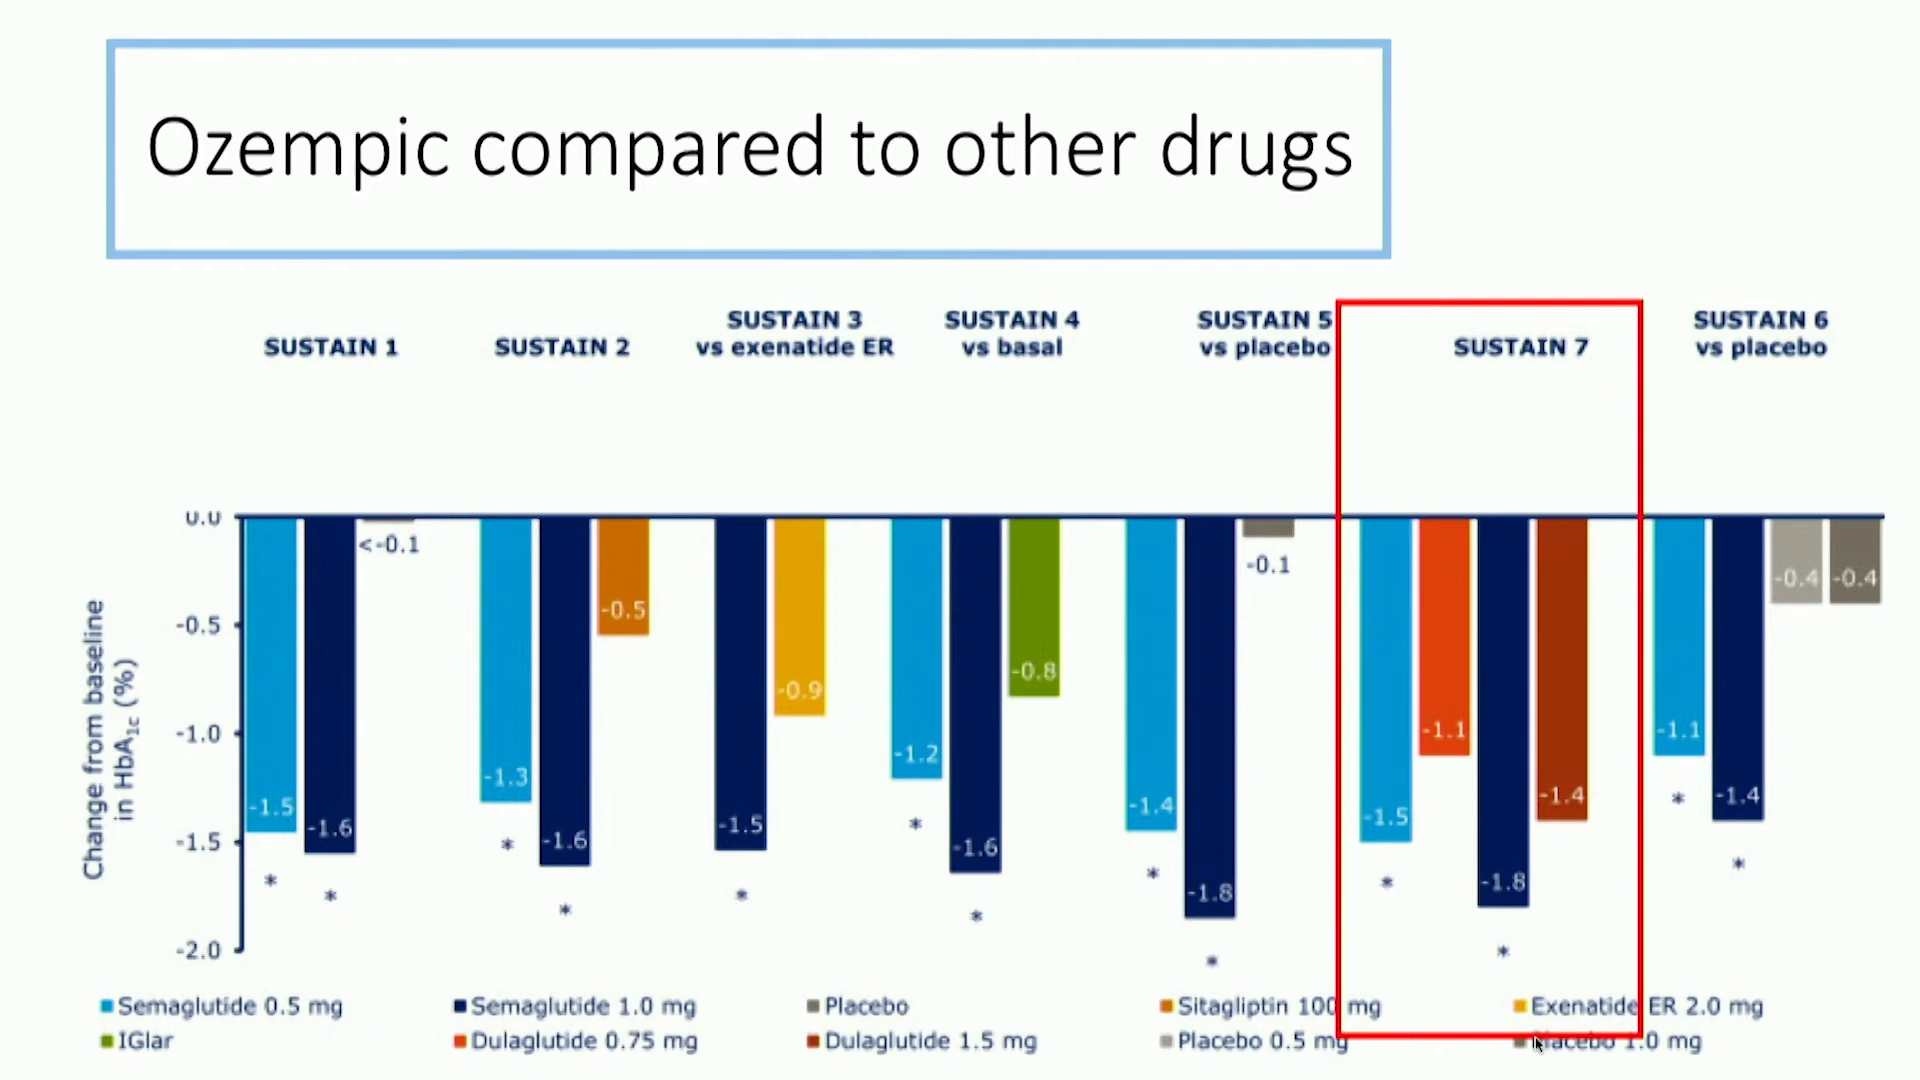 Ozempic compared to other drugs
SUSTAIN 1
SUSTAIN 2
SUSTAIN 3
vs exenatide ER
SUSTAIN 4
vs basal
SUSTAIN 5
vs placebo
SUSTAIN 7
SUSTAIN 6
vs placebo
Change from baseline
in HbA1c (%)
0.0
-0.5
-1.0
-1.5
-2.0
-1.5
*
-1.6
*
<-0.1
-1.3
*
-1.6
*
-0.5
-1.5
*
-0.9
-1.2
*
-1.6
*
-0.8
-1.4
*
-1.8
*
-0.1
-1.5
*
-1.1
-1.8
*
-1.4
-1.1
*
-1.4
*
-0.4
-0.4
Semaglutide 0.5 mg
Semaglutide 1.0 mg
Placebo
Sitagliptin 100 mg
Exenatide ER 2.0 mg
IGlar
Dulaglutide 0.75 mg
Dulaglutide 1.5 mg
Placebo 0.5 mg
Placebo 1.0 mg